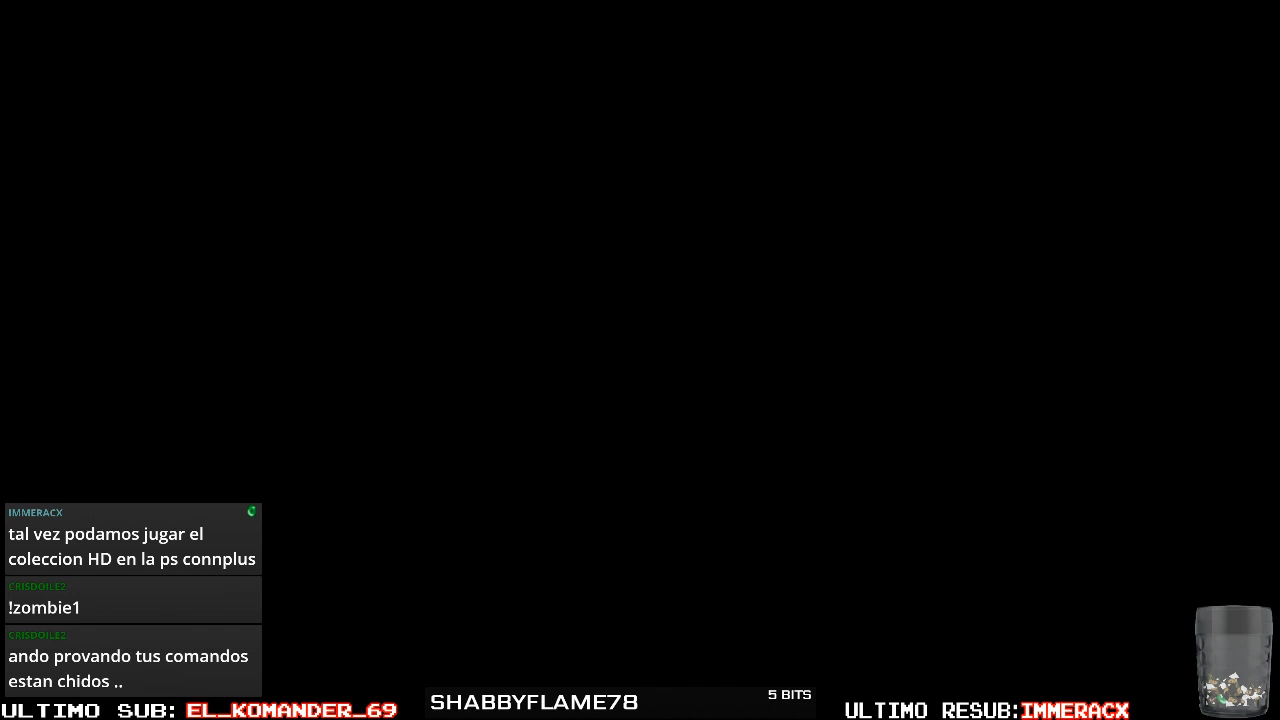 IMMERACX
tal vez podamos jugar el
coleccion HD en la ps connplus
CRISDOILE2
!zombie1
CRISDOILE2
ando provando tus comandos
estan chidos ..
ULTIMO SUB: EL_KOMANDER_69
SHABBYFLAME78
5 BITS
ULTIMO RESUB:IMMERACX